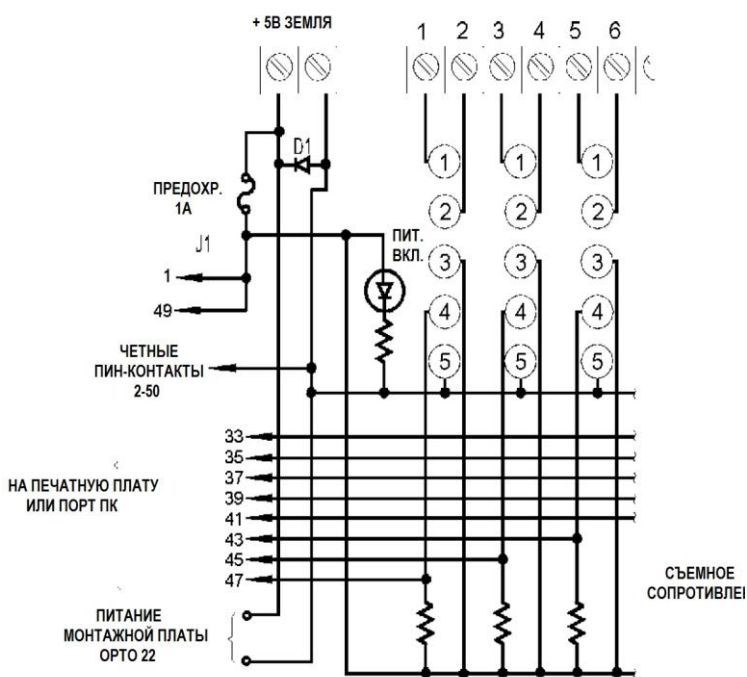 + 5В ЗЕМЛЯ
1 2 3 4 5 6
D1
ПРЕДОХР.
1А
J1
ПИТ.
ВКЛ.
1 1 1
2 2 2
3 3 3
4 4 4
5 5 5
1
49
ЧЕТНЫЕ
ПИН-КОНТАКТЫ
2-50
33
35
37
39
41
43
45
47
НА ПЕЧАТНУЮ ПЛАТУ
ИЛИ ПОРТ ПК
СЪЕМНОЕ
СОПРОТИВЛЕ
ПИТАНИЕ
МОНТАЖНОЙ ПЛАТЫ
ОРТО 22